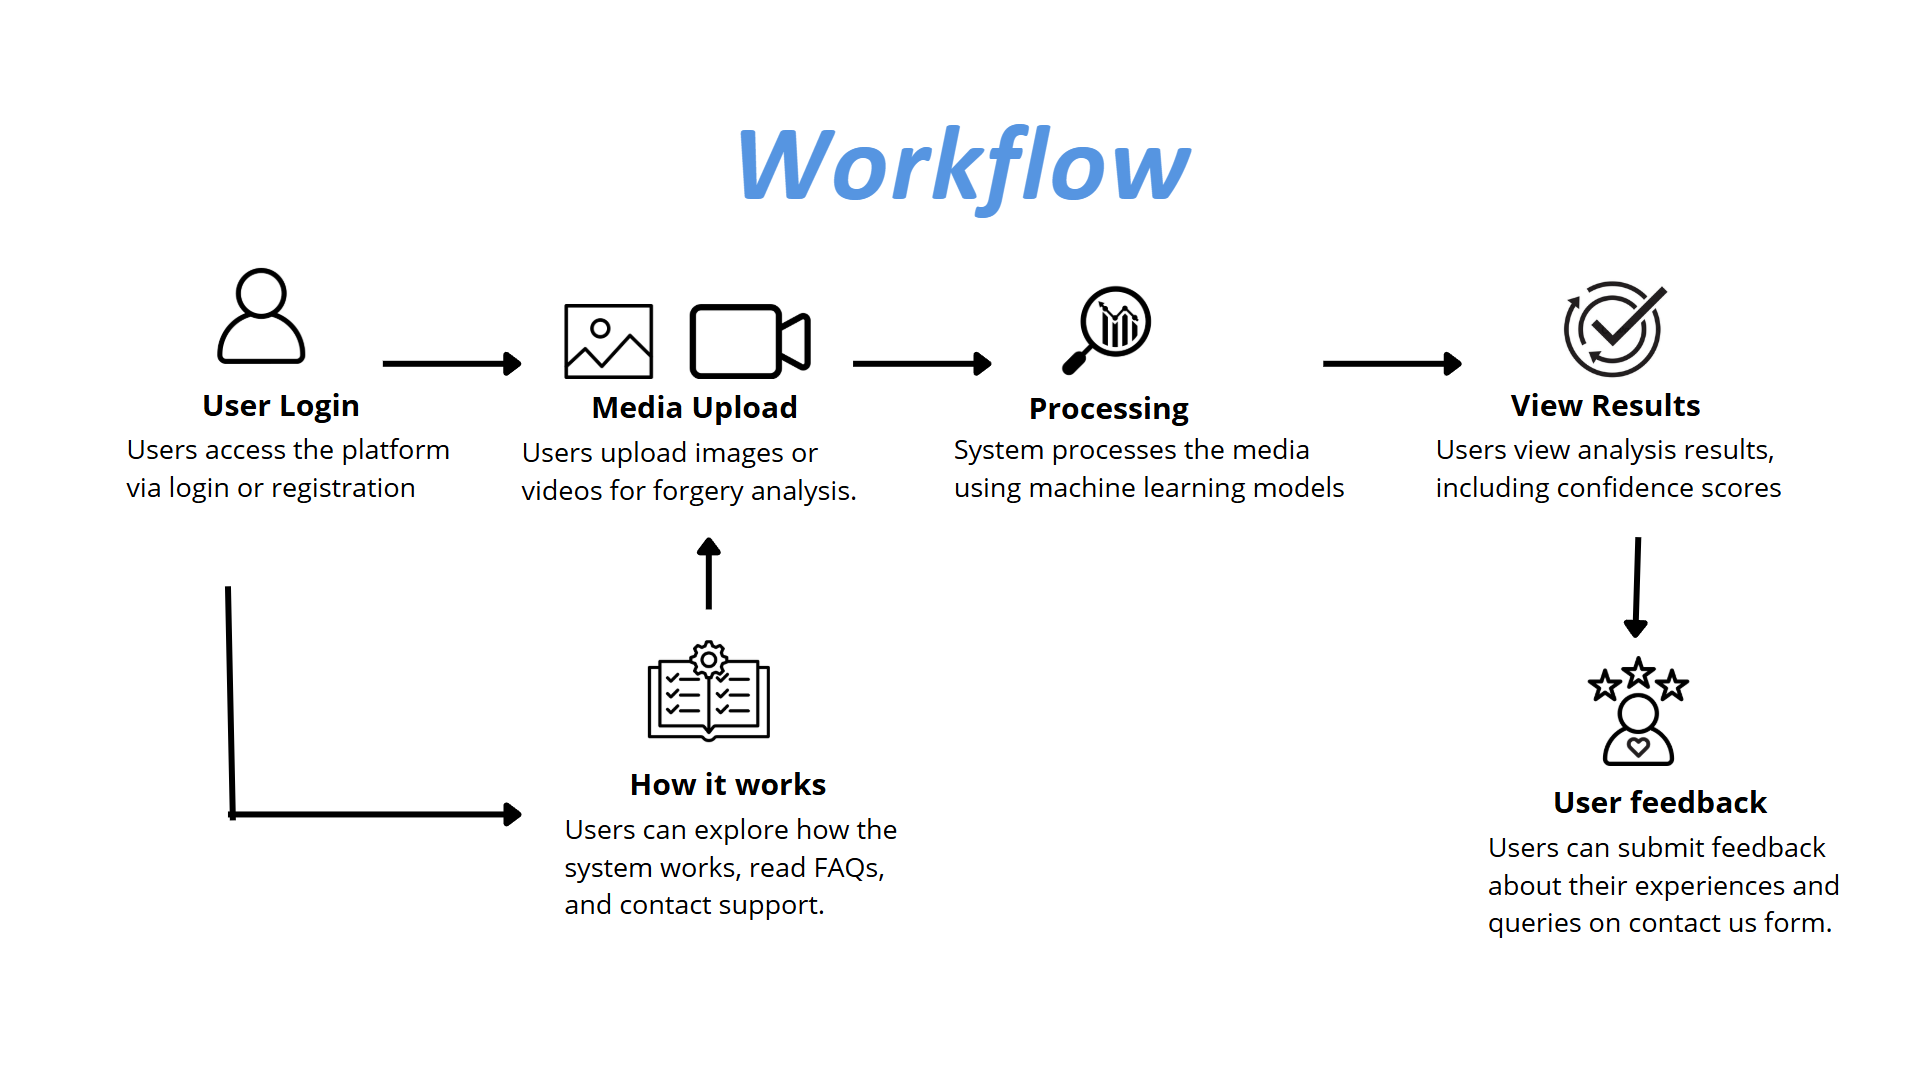 Workflow
User Login
Users access the platform
via login or registration
Media Upload
Users upload images or
videos for forgery analysis.
Processing
System processes the media
using machine learning models
View Results
Users view analysis results,
including confidence scores
How it works
Users can explore how the
system works, read FAQs,
and contact support.
User feedback
Users can submit feedback
about their experiences and
queries on contact us form.